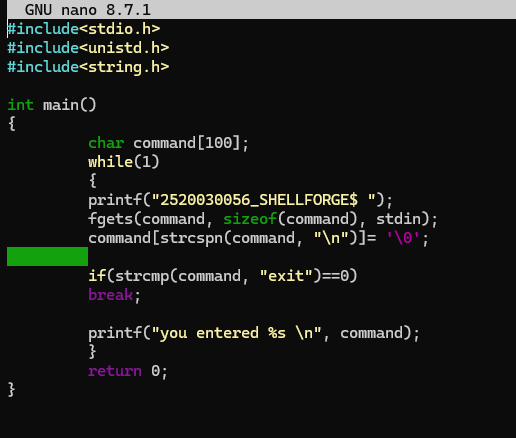 GNU nano 8.7.1
#include<stdio.h>
#include<unistd.h>
#include<string.h>

int main()
{
        char command[100];
        while(1)
        {
        printf("2520030056_SHELLFORGE$ ");
        fgets(command, sizeof(command), stdin);
        command[strcspn(command, "\n")]= '\0';

        if(strcmp(command, "exit")==0)
        break;

        printf("you entered %s \n", command);
        }
        return 0;
}